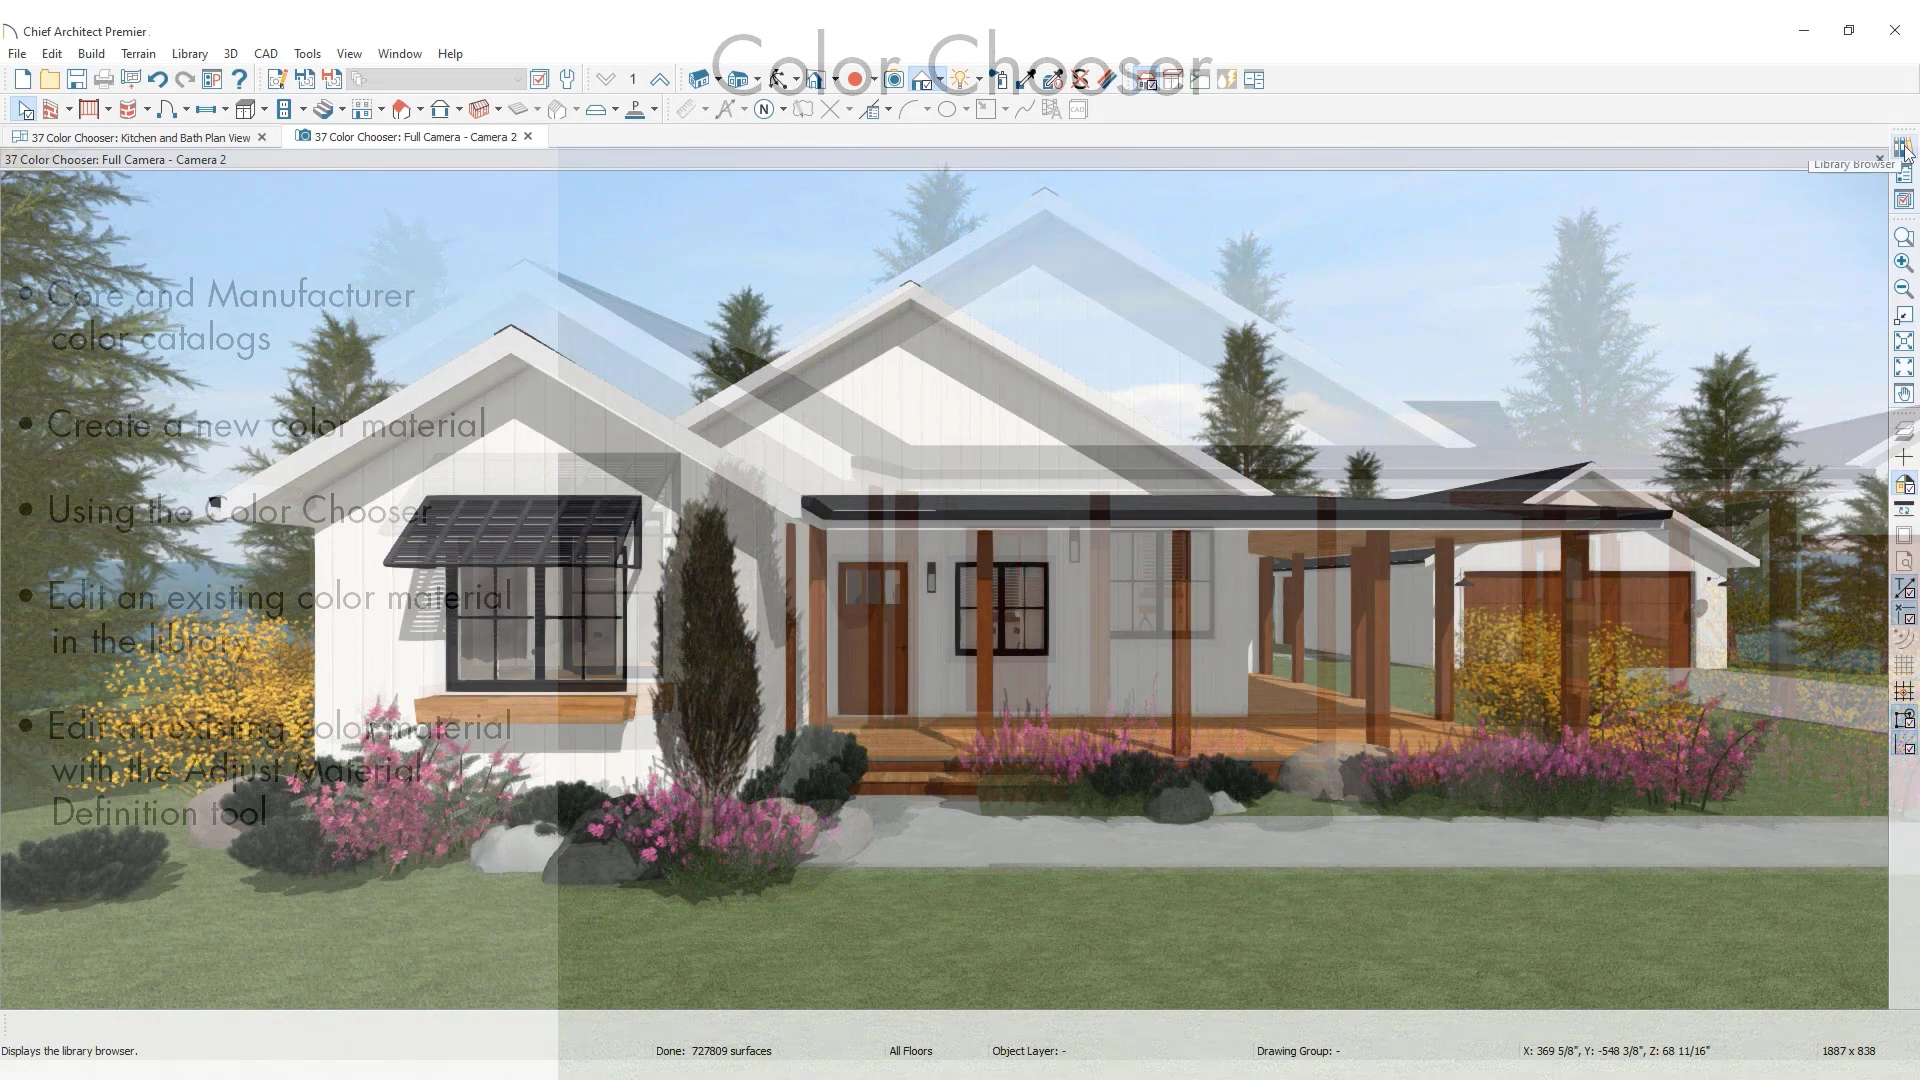 Chief Architect Premier
Color Chooser
File Edit Build Terrain Library 3D CAD Tools View Window Help
1
37 Color Chooser: Kitchen and Bath Plan View
37 Color Chooser: Full Camera - Camera 2
37 Color Chooser: Full Camera - Camera 2
Library Browser
• Core and Manufacturer
color catalogs
• Create a new color material
• Using the Color Chooser
• Edit an existing color material
in the library
• Edit an existing color material
with the Adjust Material
Definition tool
Displays the library browser.
Done: 727809 surfaces
All Floors
Object Layer: -
Drawing Group: -
X: 369 5/8", Y: -548 3/8", Z: 68 11/16"
1887 x 838